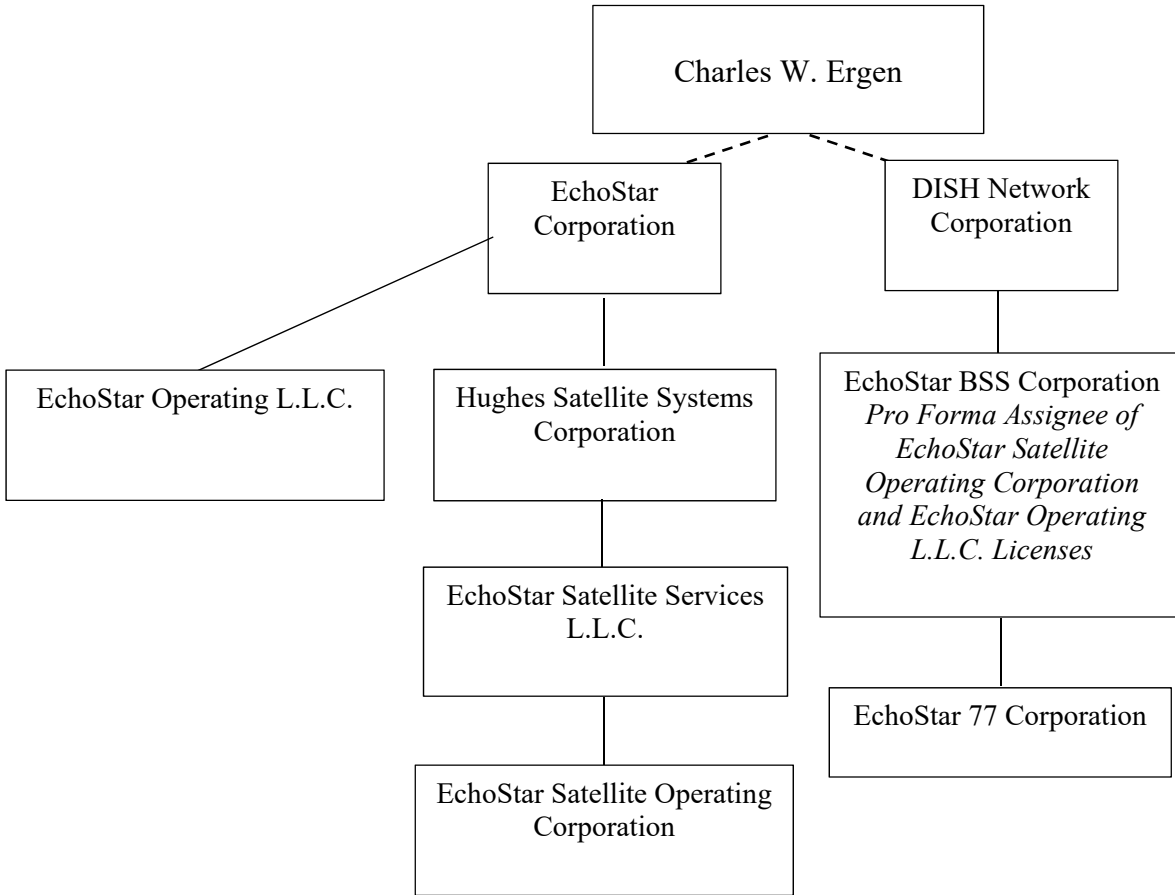 Charles W. Ergen
EchoStar
Corporation
DISH Network
Corporation
EchoStar Operating L.L.C.
Hughes Satellite Systems
Corporation
EchoStar BSS Corporation
Pro Forma Assignee of
EchoStar Satellite
Operating Corporation
and EchoStar Operating
L.L.C. Licenses
EchoStar Satellite Services
L.L.C.
EchoStar 77 Corporation
EchoStar Satellite Operating
Corporation